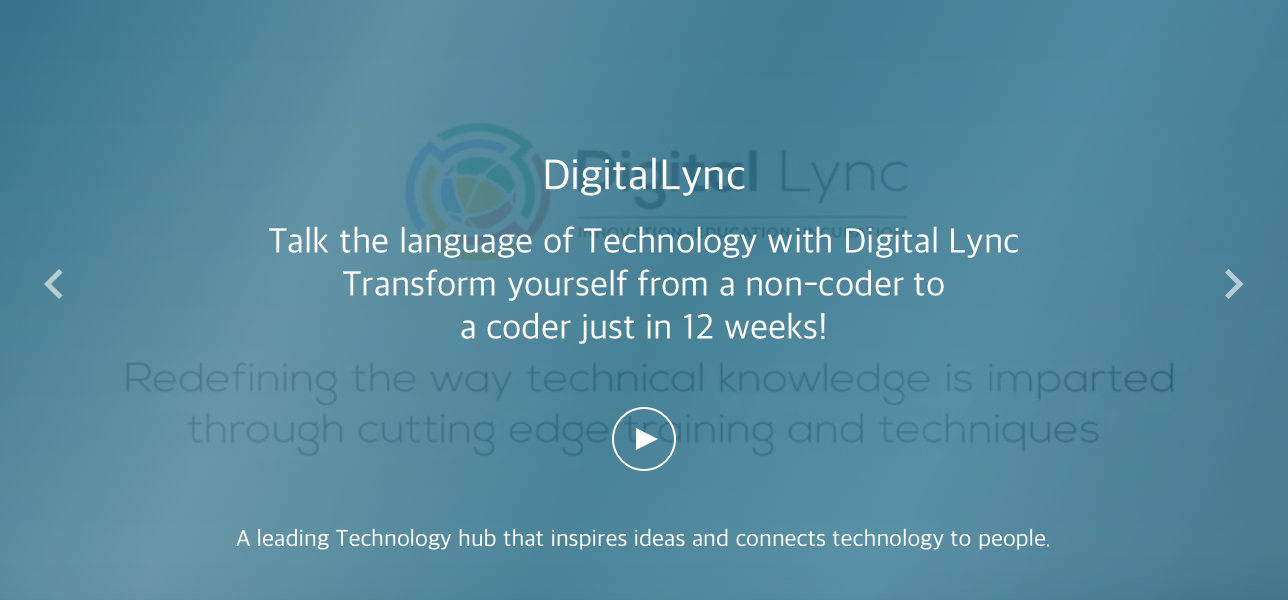 DigitalLync
Digital Lync
Talk the language of Technology with Digital Lync
Transform yourself from a non-coder to
a coder just in 12 weeks!
Redefining the way technical knowledge is imparted
through cutting edge training and techniques
A leading Technology hub that inspires ideas and connects technology to people.